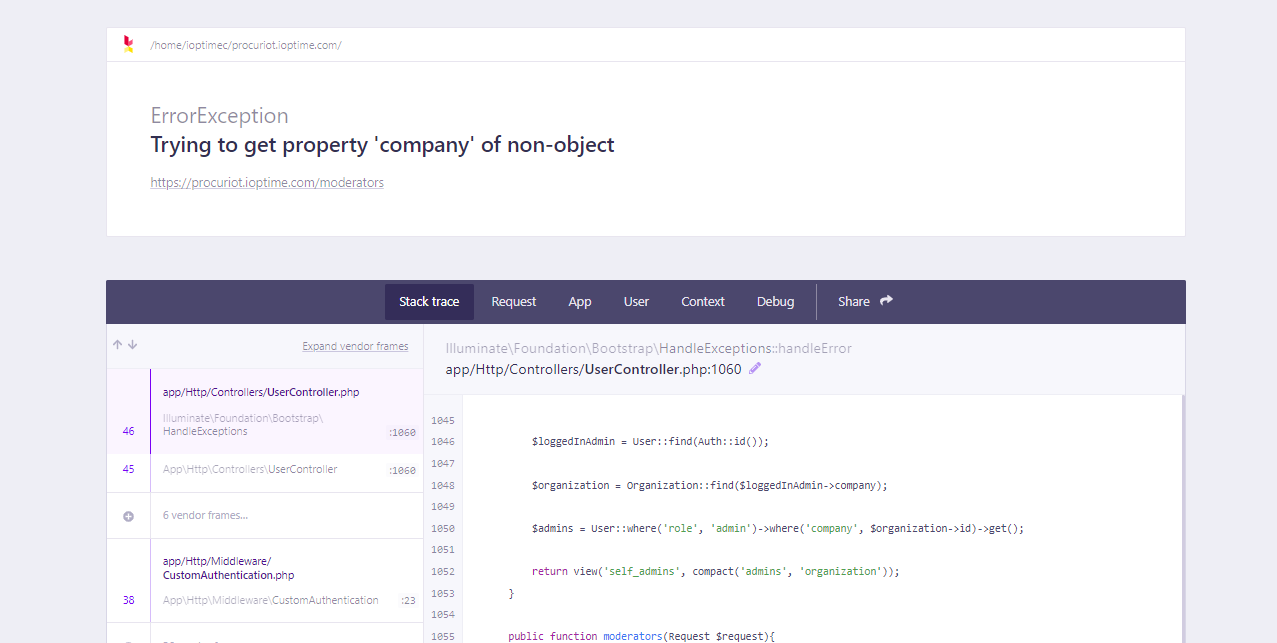 /home/ioptimec/procuriot.ioptime.com/
ErrorException
Trying to get property 'company' of non-object
https://procuriot.ioptime.com/moderators
Stack trace Request App User Context Debug Share
Expand vendor frames
app/Http/Controllers/UserController.php
46 Illuminate\Foundation\Bootstrap\
HandleExceptions :1060
45 App\Http\Controllers\UserController :1060
6 vendor frames…
app/Http/Middleware/
CustomAuthentication.php
38 App\Http\Middleware\CustomAuthentication :23
Illuminate\Foundation\Bootstrap\HandleExceptions::handleError
app/Http/Controllers/UserController.php:1060
1045
1046 $loggedInAdmin = User::find(Auth::id());
1047
1048 $organization = Organization::find($loggedInAdmin->company);
1049
1050 $admins = User::where('role', 'admin')->where('company', $organization->id)->get();
1051
1052 return view('self_admins', compact('admins', 'organization'));
1053 }
1054
1055 public function moderators(Request $request){